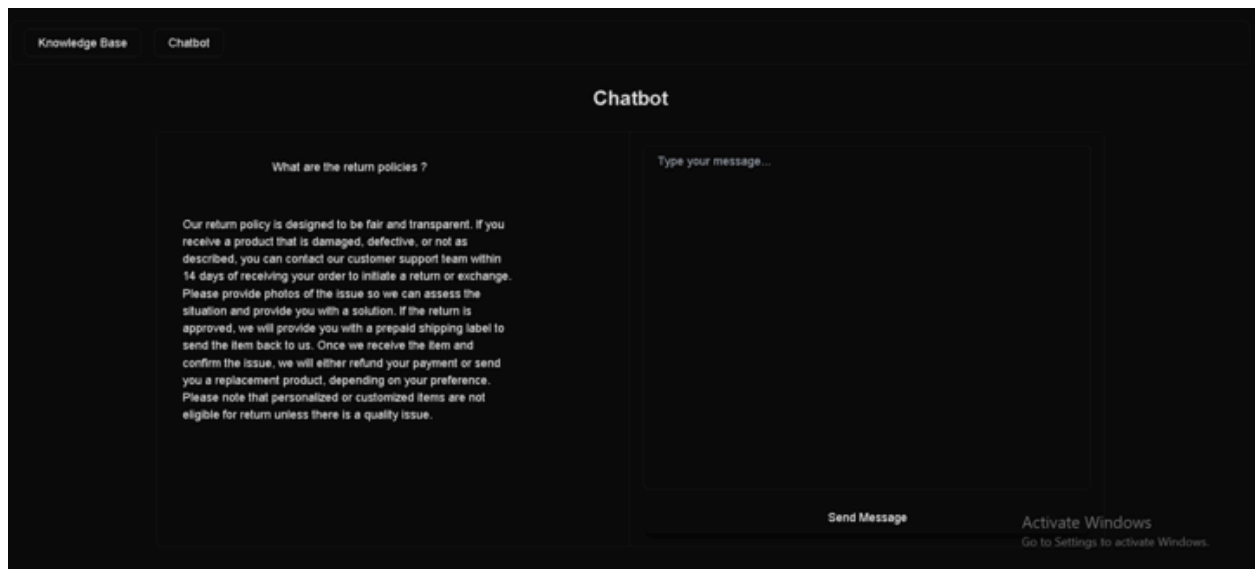 Knowledge Base
Chatbot
Chatbot
What are the return policies ?
Our return policy is designed to be fair and transparent. If you
receive a product that is damaged, defective, or not as
described, you can contact our customer support team within
14 days of receiving your order to initiate a return or exchange.
Please provide photos of the issue so we can assess the
situation and provide you with a solution. If the return is
approved, we will provide you with a prepaid shipping label to
send the item back to us. Once we receive the item and
confirm the issue, we will either refund your payment or send
you a replacement product, depending on your preference.
Please note that personalized or customized items are not
eligible for return unless there is a quality issue.
Type your message...
Send Message
Activate Windows
Go to Settings to activate Windows.